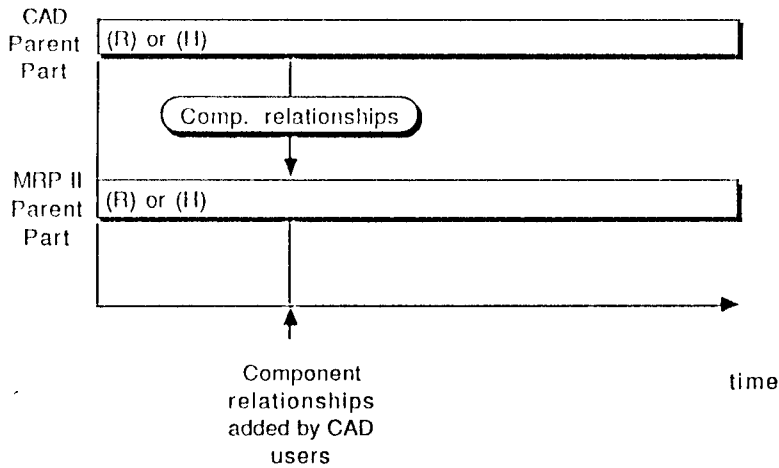 CAD
Parent
Part
(R) or (H)
Comp. relationships
MRP II
Parent
Part
(R) or (H)
Component
relationships
added by CAD
users
time